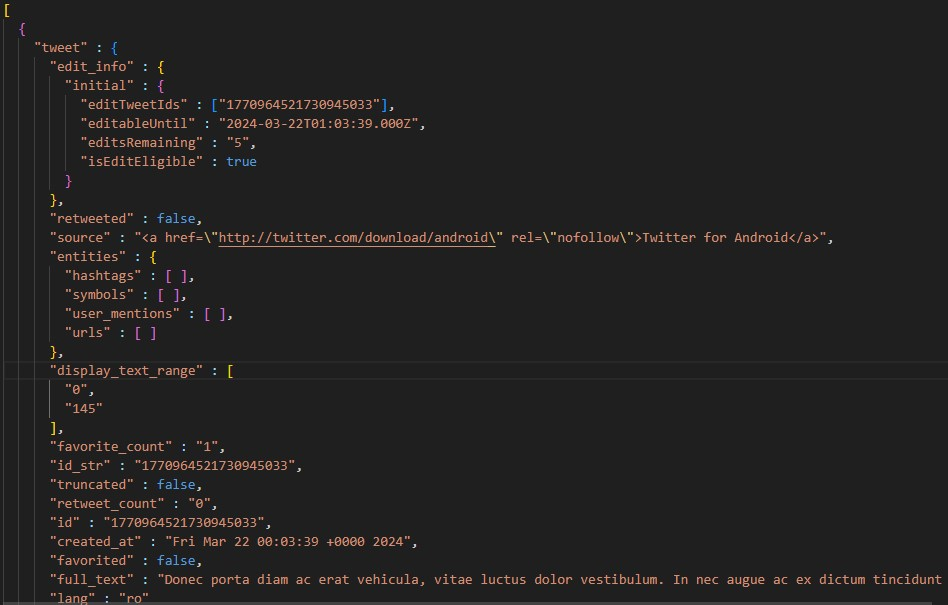 [
{
"tweet" : {
"edit_info" : {
"initial" : {
"editTweetIds" : ["1770964521730945033"],
"editableUntil" : "2024-03-22T01:03:39.000Z",
"editsRemaining" : "5",
"isEditEligible" : true
}
},
"retweeted" : false,
"source" : "<a href=\"http://twitter.com/download/android\" rel=\"nofollow\">Twitter for Android</a>",
"entities" : {
"hashtags" : [ ],
"symbols" : [ ],
"user_mentions" : [ ],
"urls" : [ ]
},
"display_text_range" : [
"0",
"145"
],
"favorite_count" : "1",
"id_str" : "1770964521730945033",
"truncated" : false,
"retweet_count" : "0",
"id" : "1770964521730945033",
"created_at" : "Fri Mar 22 00:03:39 +0000 2024",
"favorited" : false,
"full_text" : "Donec porta diam ac erat vehicula, vitae luctus dolor vestibulum. In nec augue ac ex dictum tincidunt
"lang" : "ro"